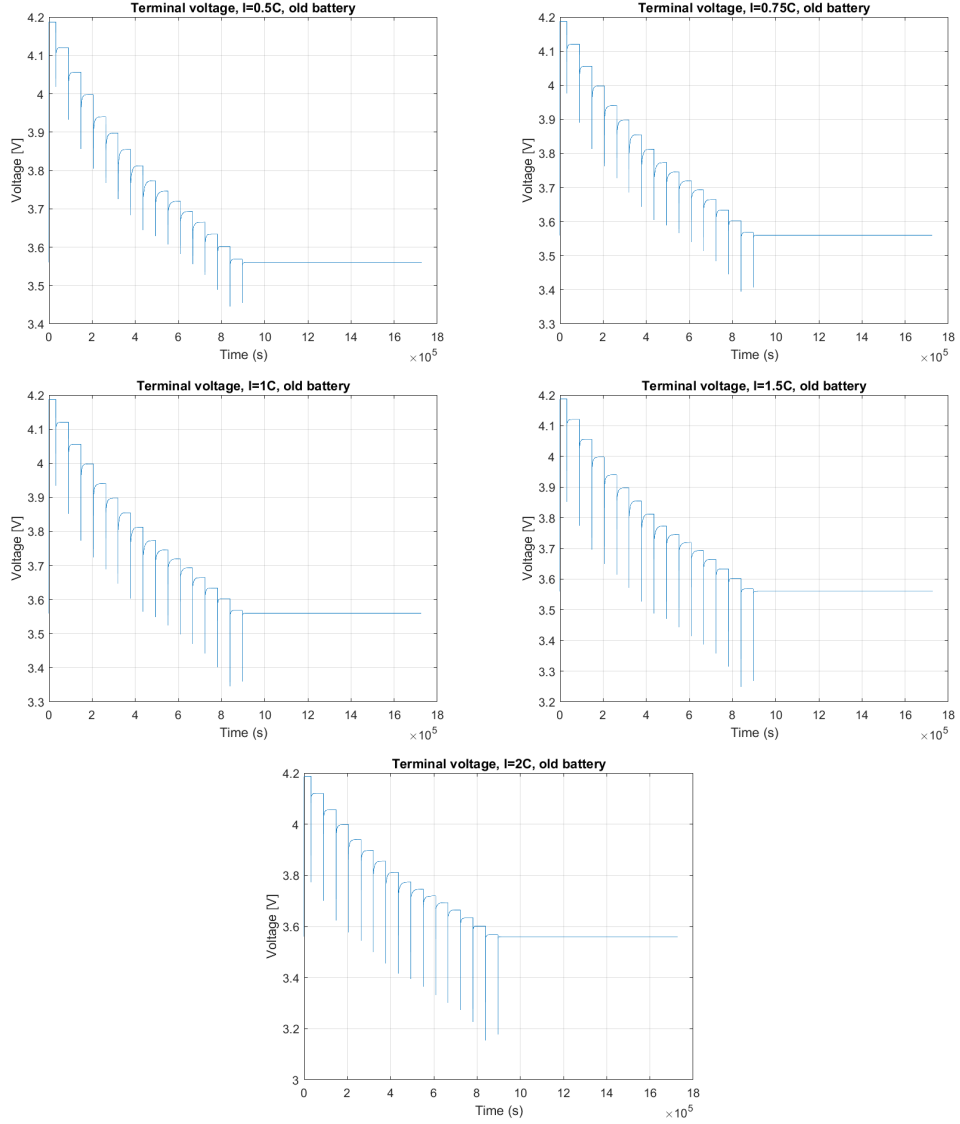 Terminal voltage, I=0.5C, old battery
Voltage [V]
4.2
4.1
4
3.9
3.8
3.7
3.6
3.5
3.4
0 2 4 6 8 10 12 14 16 18
Time (s)
×10^5
Terminal voltage, I=0.75C, old battery
Voltage [V]
4.2
4.1
4
3.9
3.8
3.7
3.6
3.5
3.4
3.3
0 2 4 6 8 10 12 14 16 18
Time (s)
×10^5
Terminal voltage, I=1C, old battery
Voltage [V]
4.2
4.1
4
3.9
3.8
3.7
3.6
3.5
3.4
3.3
0 2 4 6 8 10 12 14 16 18
Time (s)
×10^5
Terminal voltage, I=1.5C, old battery
Voltage [V]
4.2
4.1
4
3.9
3.8
3.7
3.6
3.5
3.4
3.3
3.2
0 2 4 6 8 10 12 14 16 18
Time (s)
×10^5
Terminal voltage, I=2C, old battery
Voltage [V]
4.2
4
3.8
3.6
3.4
3.2
3
0 2 4 6 8 10 12 14 16 18
Time (s)
×10^5